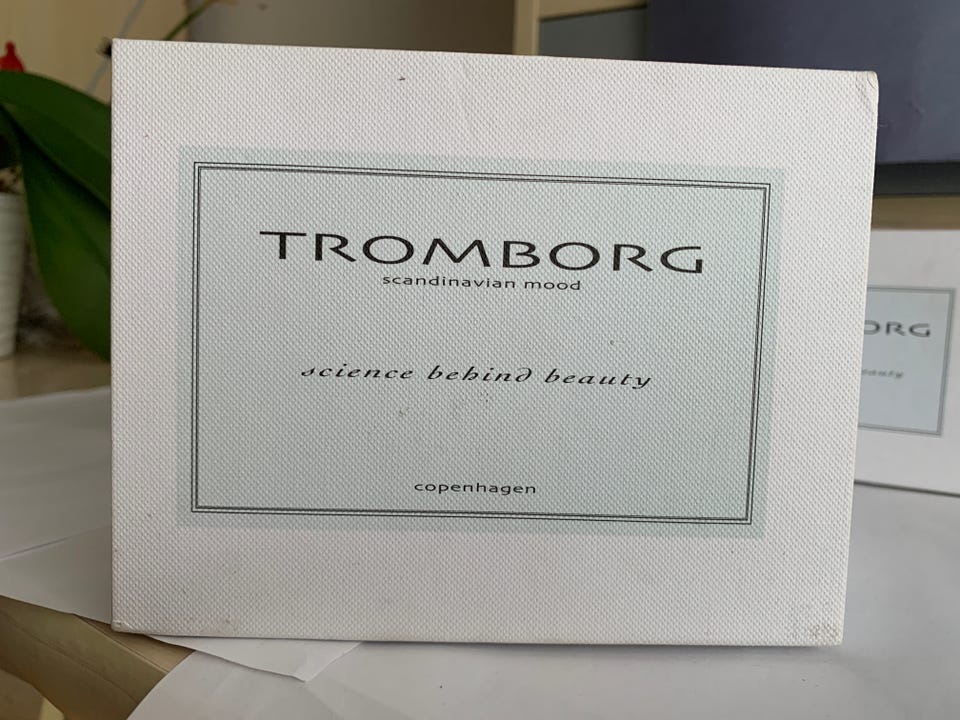 TROMBORG
scandinavian mood
science behind beauty
copenhagen